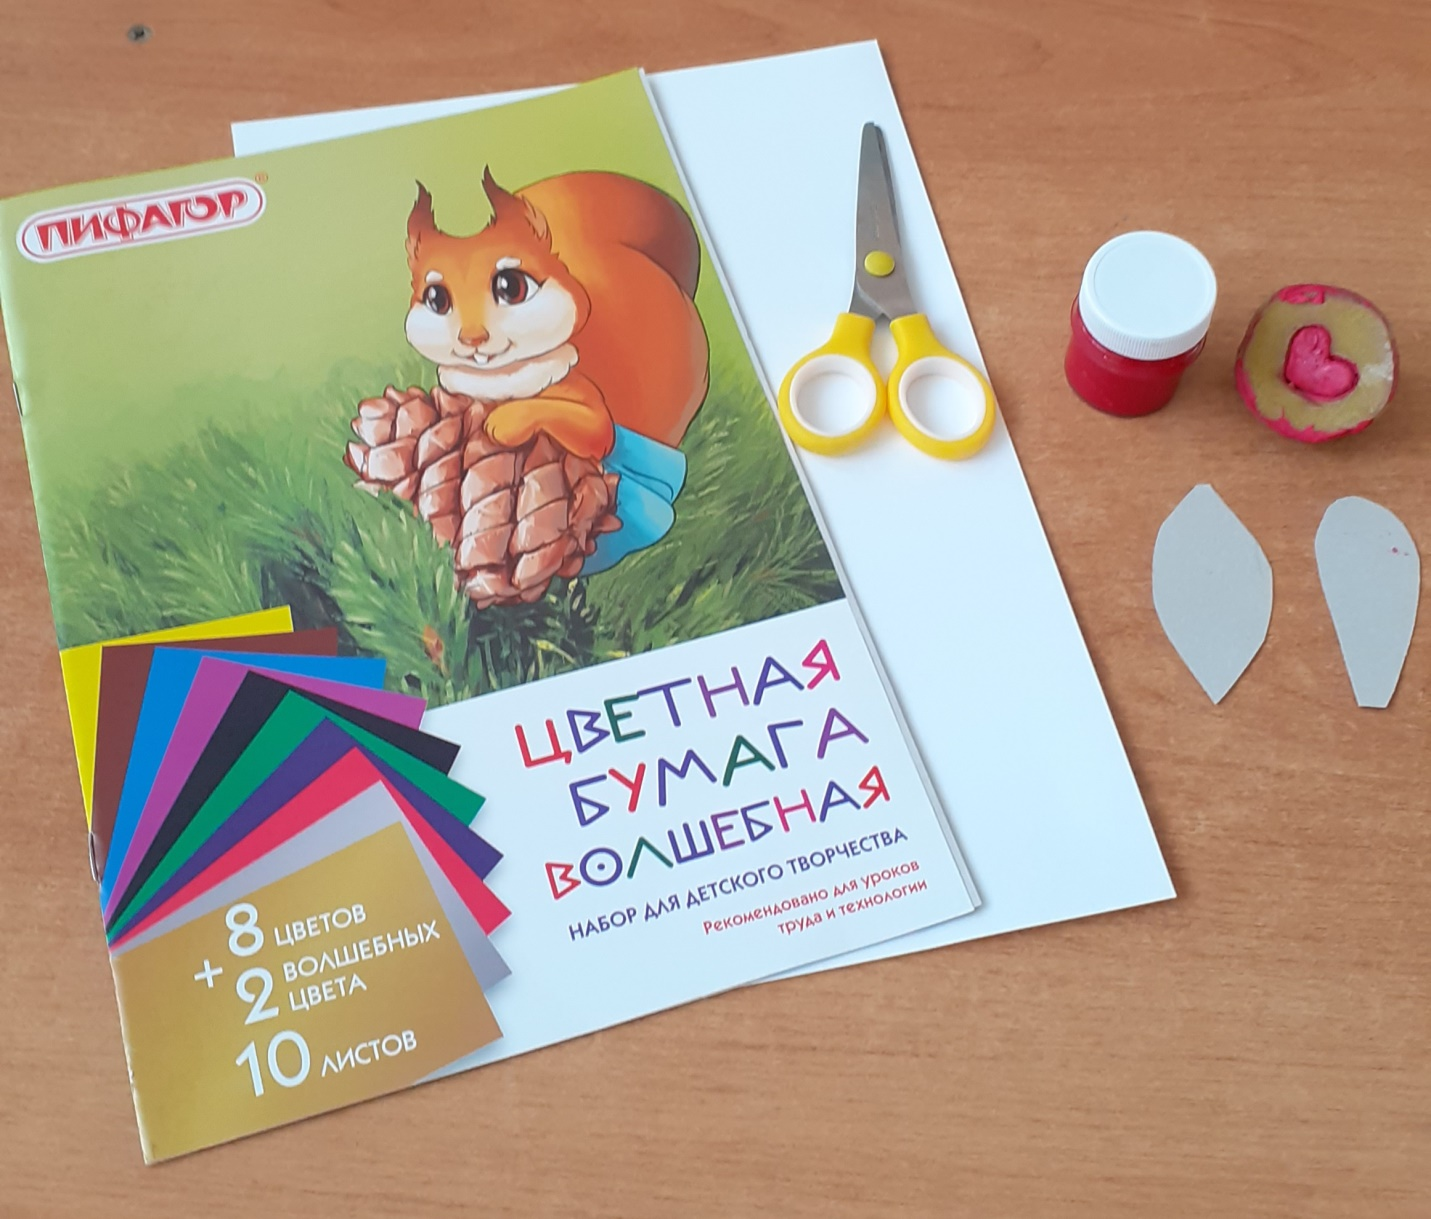 ПИФАГОР®
ЦВЕТНАЯ
БУМАГА
ВОЛШЕБНАЯ
НАБОР ДЛЯ ДЕТСКОГО ТВОРЧЕСТВА
Рекомендовано для уроков
труда и технологии
8 ЦВЕТОВ
+ 2 ВОЛШЕБНЫХ
ЦВЕТА
10 ЛИСТОВ